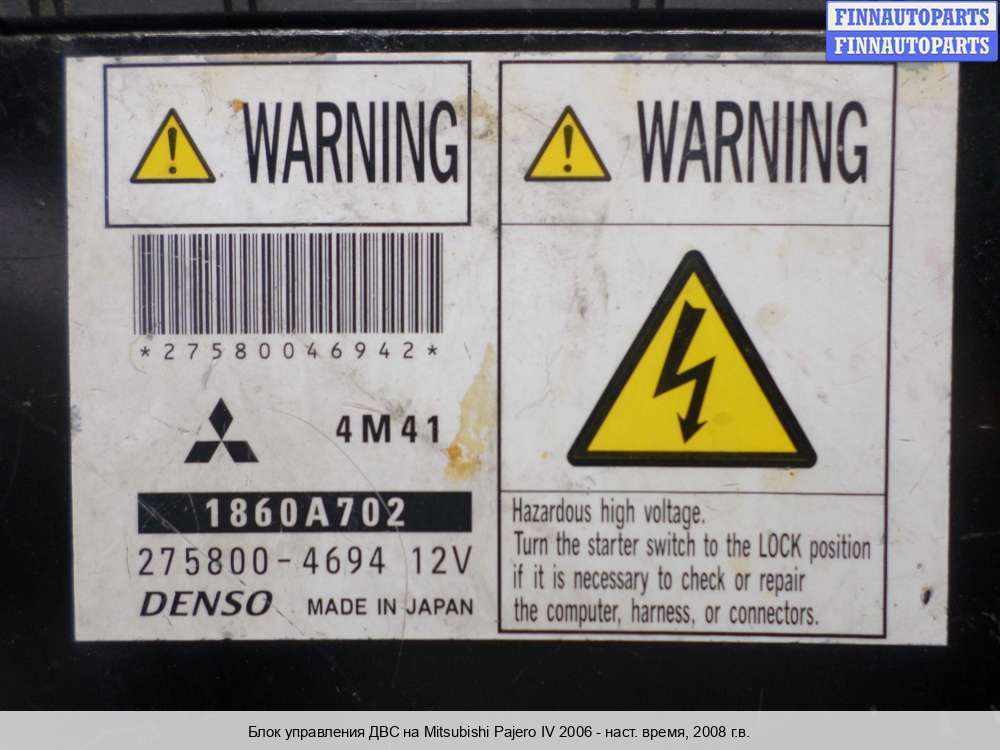 FINNAUTOPARTS
FINNAUTOPARTS
WARNING
*27580046942*
4M41
1860A702
275800-4694 12V
DENSO MADE IN JAPAN
WARNING
Hazardous high voltage.
Turn the starter switch to the LOCK position
if it is necessary to check or repair
the computer, harness, or connectors.
Блок управления ДВС на Mitsubishi Pajero IV 2006 - наст. время, 2008 г.в.